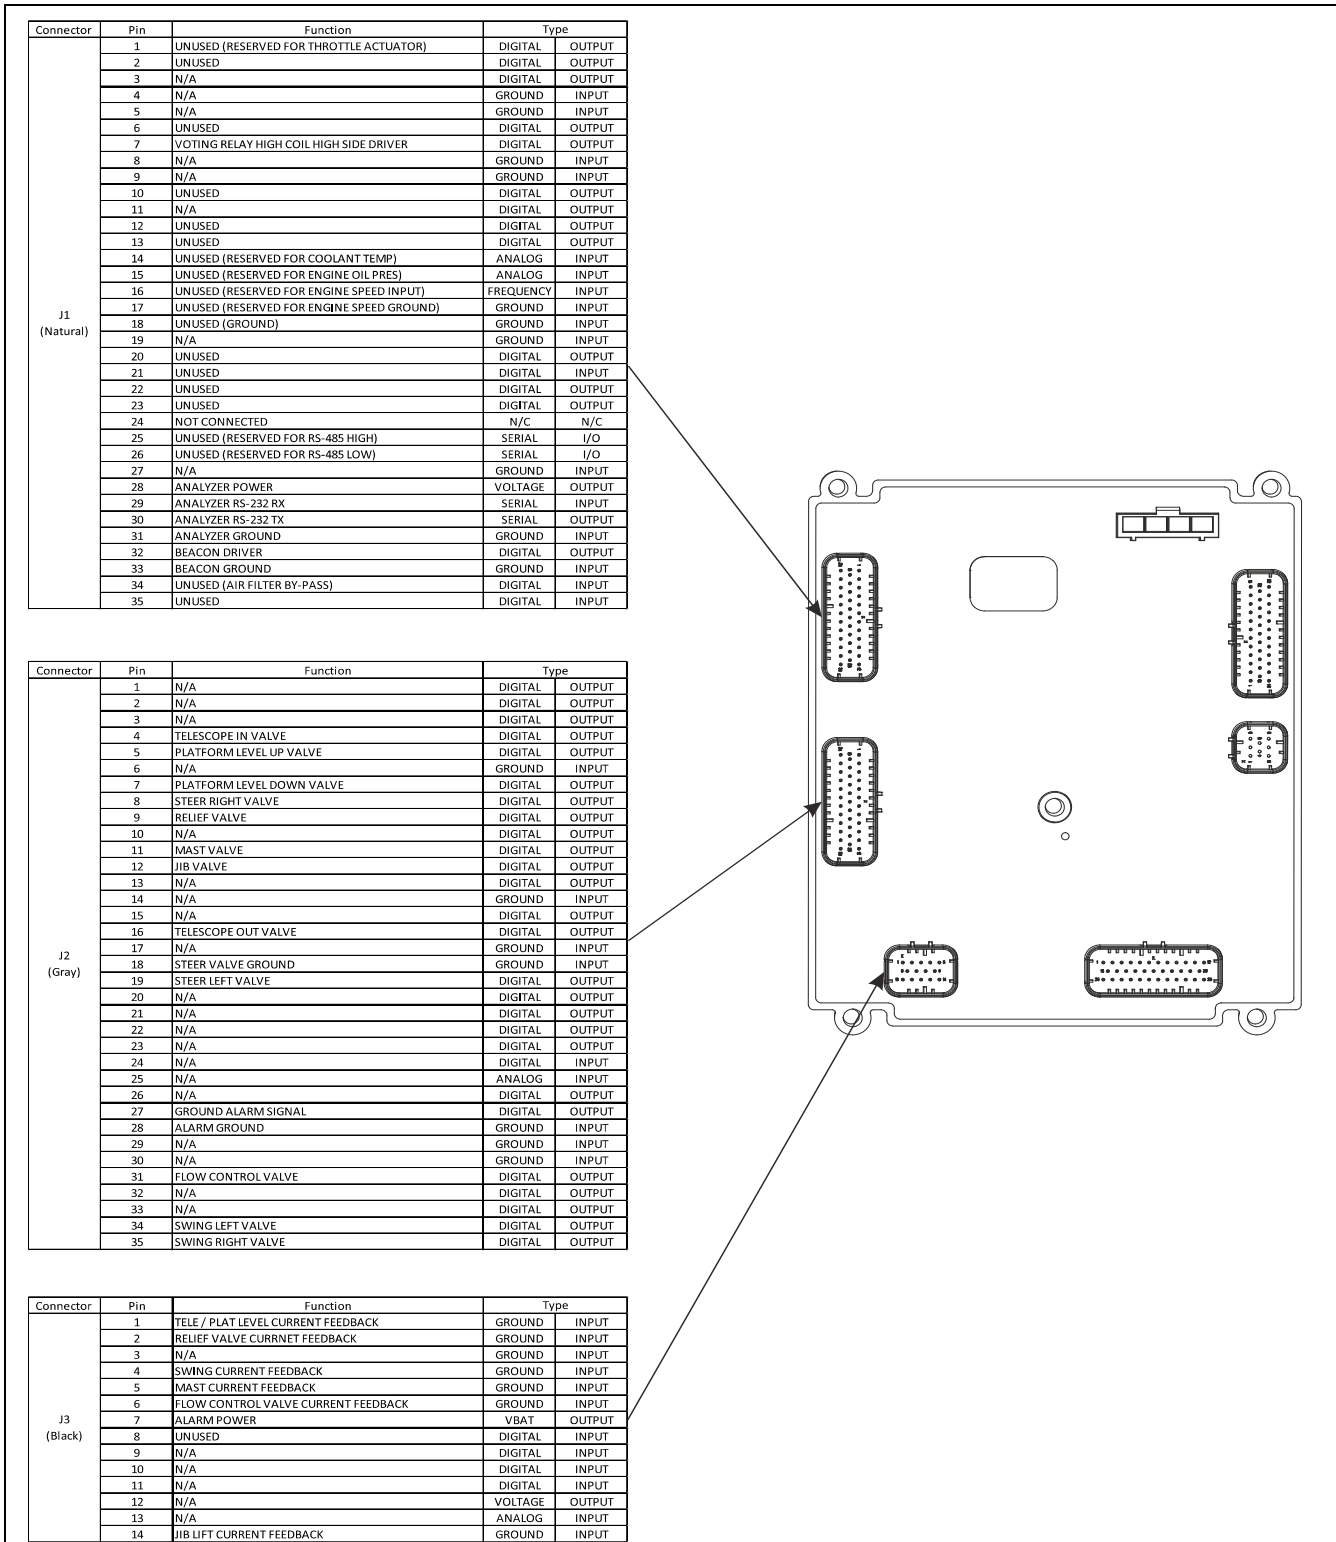 Connector Pin Function Type
1 UNUSED (RESERVED FOR THROTTLE ACTUATOR) DIGITAL OUTPUT
2 UNUSED DIGITAL OUTPUT
3 N/A DIGITAL OUTPUT
4 N/A GROUND INPUT
5 N/A GROUND INPUT
6 UNUSED DIGITAL OUTPUT
7 VOTING RELAY HIGH COIL HIGH SIDE DRIVER DIGITAL OUTPUT
8 N/A GROUND INPUT
9 N/A GROUND INPUT
10 UNUSED DIGITAL OUTPUT
11 N/A DIGITAL OUTPUT
12 UNUSED DIGITAL OUTPUT
13 UNUSED DIGITAL OUTPUT
14 UNUSED (RESERVED FOR COOLANT TEMP) ANALOG INPUT
15 UNUSED (RESERVED FOR ENGINE OIL PRES) ANALOG INPUT
16 UNUSED (RESERVED FOR ENGINE SPEED INPUT) FREQUENCY INPUT
17 UNUSED (RESERVED FOR ENGINE SPEED GROUND) GROUND INPUT
J1
(Natural)
18 UNUSED (GROUND) GROUND INPUT
19 N/A GROUND INPUT
20 UNUSED DIGITAL OUTPUT
21 UNUSED DIGITAL INPUT
22 UNUSED DIGITAL OUTPUT
23 UNUSED DIGITAL OUTPUT
24 NOT CONNECTED N/C N/C
25 UNUSED (RESERVED FOR RS-485 HIGH) SERIAL I/O
26 UNUSED (RESERVED FOR RS-485 LOW) SERIAL I/O
27 N/A GROUND INPUT
28 ANALYZER POWER VOLTAGE OUTPUT
29 ANALYZER RS-232 RX SERIAL INPUT
30 ANALYZER RS-232 TX SERIAL OUTPUT
31 ANALYZER GROUND GROUND INPUT
32 BEACON DRIVER DIGITAL OUTPUT
33 BEACON GROUND GROUND INPUT
34 UNUSED (AIR FILTER BY-PASS) DIGITAL INPUT
35 UNUSED DIGITAL INPUT
Connector Pin Function Type
1 N/A DIGITAL OUTPUT
2 N/A DIGITAL OUTPUT
3 N/A DIGITAL OUTPUT
4 TELESCOPE IN VALVE DIGITAL OUTPUT
5 PLATFORM LEVEL UP VALVE DIGITAL OUTPUT
6 N/A GROUND INPUT
7 PLATFORM LEVEL DOWN VALVE DIGITAL OUTPUT
8 STEER RIGHT VALVE DIGITAL OUTPUT
9 RELIEF VALVE DIGITAL OUTPUT
10 N/A DIGITAL OUTPUT
11 MAST VALVE DIGITAL OUTPUT
12 JIB VALVE DIGITAL OUTPUT
13 N/A DIGITAL OUTPUT
14 N/A GROUND INPUT
15 N/A DIGITAL OUTPUT
16 TELESCOPE OUT VALVE DIGITAL OUTPUT
17 N/A GROUND INPUT
J2
(Gray)
18 STEER VALVE GROUND GROUND INPUT
19 STEER LEFT VALVE DIGITAL OUTPUT
20 N/A DIGITAL OUTPUT
21 N/A DIGITAL OUTPUT
22 N/A DIGITAL OUTPUT
23 N/A DIGITAL OUTPUT
24 N/A DIGITAL INPUT
25 N/A ANALOG INPUT
26 N/A DIGITAL OUTPUT
27 GROUND ALARM SIGNAL DIGITAL OUTPUT
28 ALARM GROUND GROUND INPUT
29 N/A GROUND INPUT
30 N/A GROUND INPUT
31 FLOW CONTROL VALVE DIGITAL OUTPUT
32 N/A DIGITAL OUTPUT
33 N/A DIGITAL OUTPUT
34 SWING LEFT VALVE DIGITAL OUTPUT
35 SWING RIGHT VALVE DIGITAL OUTPUT
Connector Pin Function Type
1 TELE / PLAT LEVEL CURRENT FEEDBACK GROUND INPUT
2 RELIEF VALVE CURRNET FEEDBACK GROUND INPUT
3 N/A GROUND INPUT
4 SWING CURRENT FEEDBACK GROUND INPUT
5 MAST CURRENT FEEDBACK GROUND INPUT
6 FLOW CONTROL VALVE CURRENT FEEDBACK GROUND INPUT
J3
(Black)
7 ALARM POWER VBAT OUTPUT
8 UNUSED DIGITAL INPUT
9 N/A DIGITAL INPUT
10 N/A DIGITAL INPUT
11 N/A DIGITAL INPUT
12 N/A VOLTAGE OUTPUT
13 N/A ANALOG INPUT
14 JIB LIFT CURRENT FEEDBACK GROUND INPUT